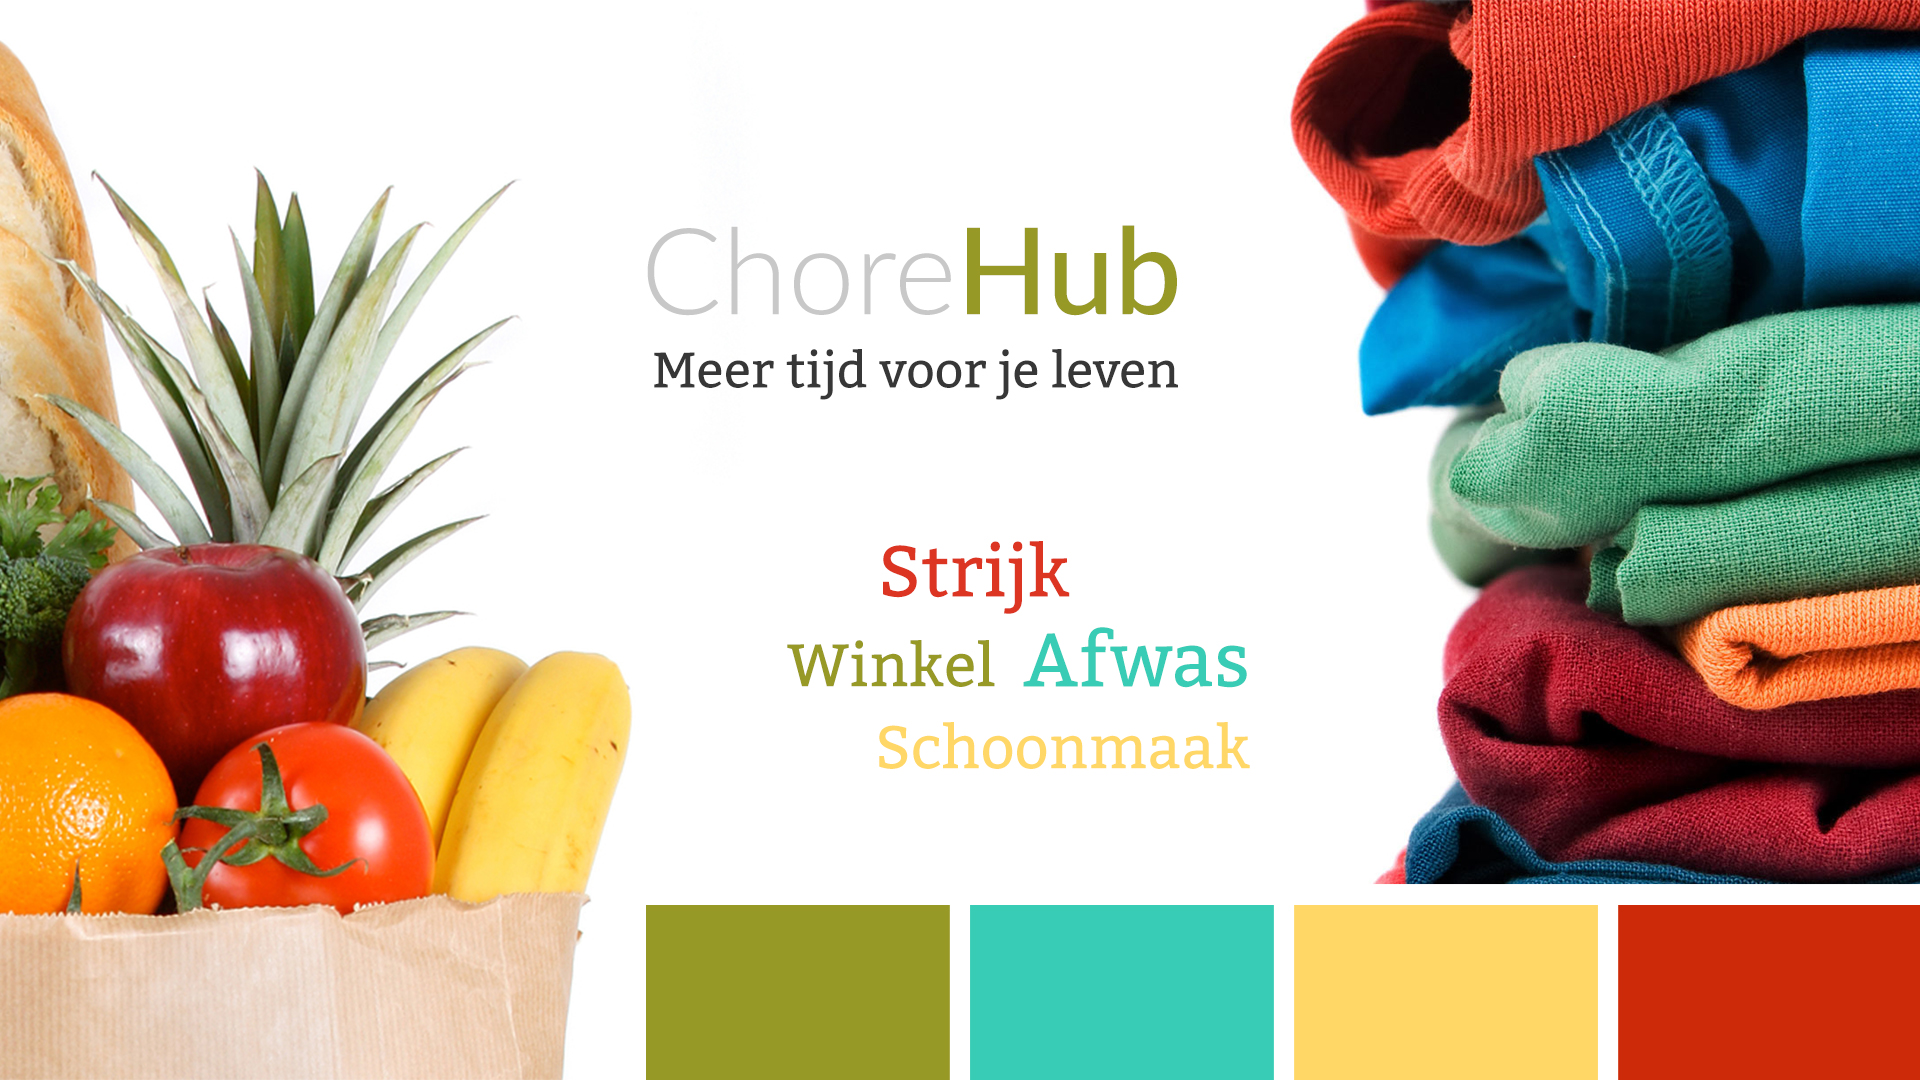 ChoreHub
Meer tijd voor je leven
Strijk
Winkel Afwas
Schoonmaak